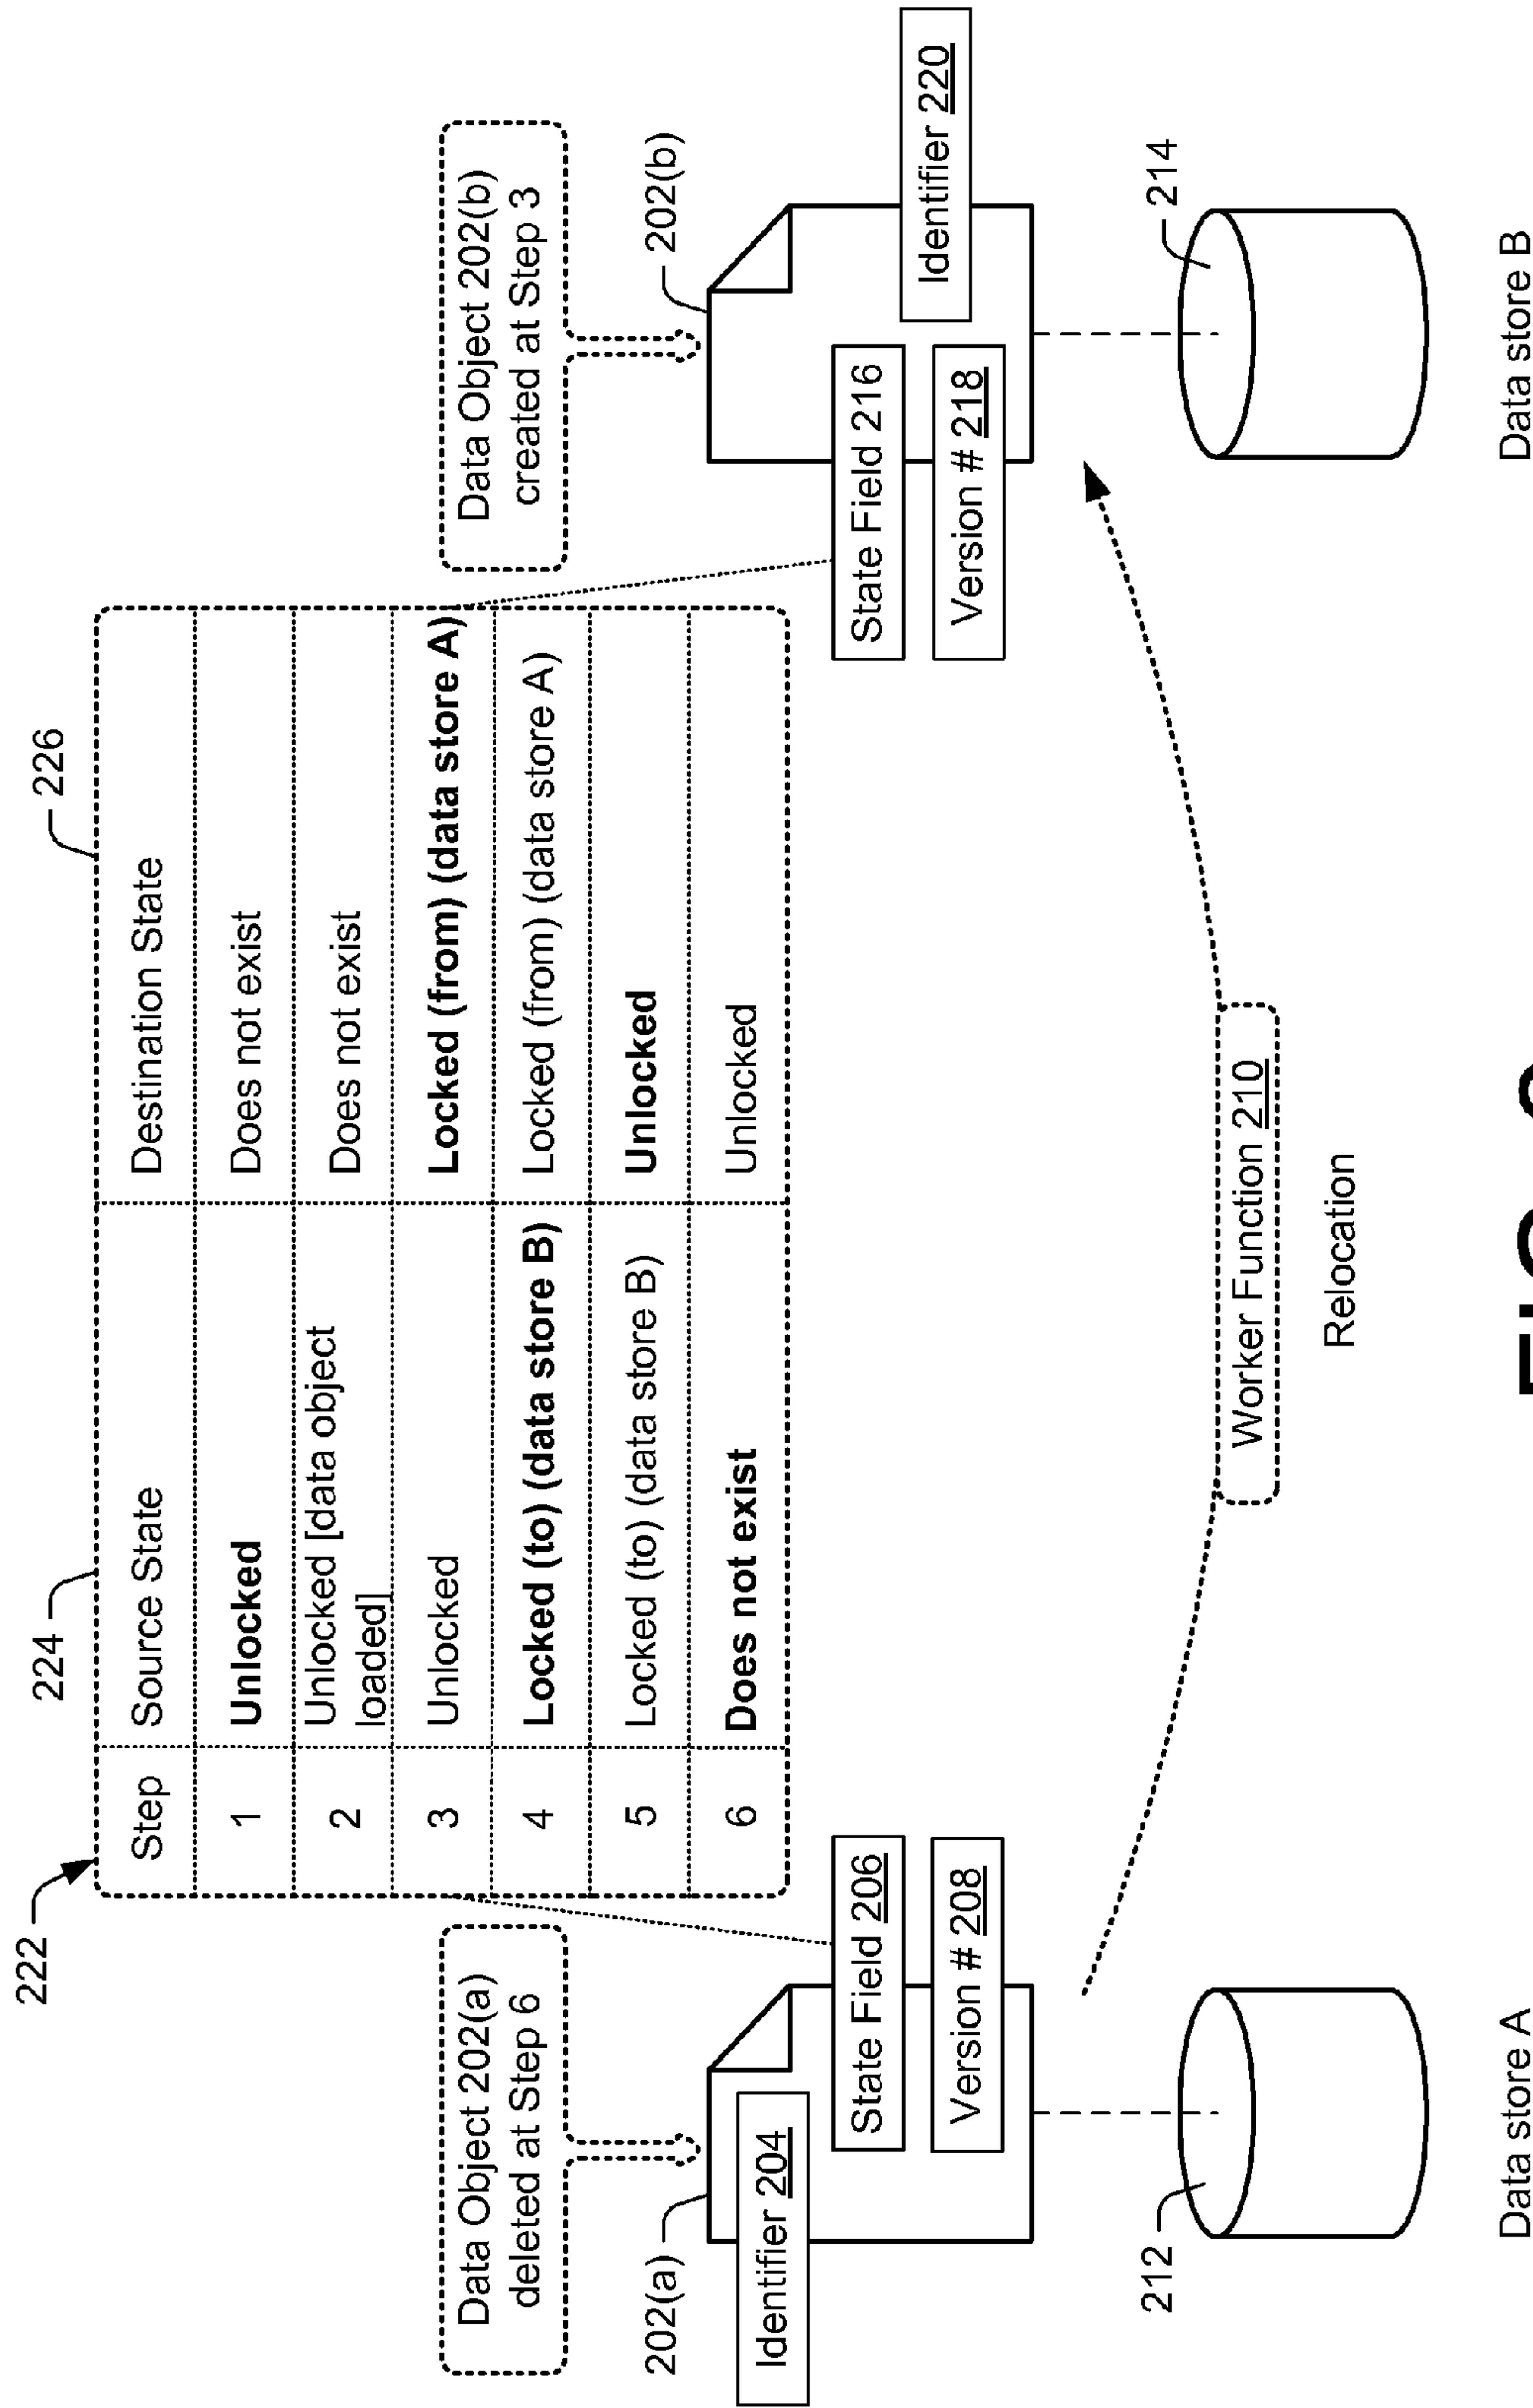 222
224
226
Step Source State Destination State
1 Unlocked Does not exist
2 Unlocked [data object Does not exist
loaded]
3 Unlocked Locked (from) (data store A)
4 Locked (to) (data store B) Locked (from) (data store A)
5 Locked (to) (data store B) Unlocked
6 Does not exist Unlocked
Data Object 202(a)
deleted at Step 6
Data Object 202(b)
created at Step 3
202(a)
Identifier 204
State Field 206
Version # 208
202(b)
State Field 216
Version # 218
Identifier 220
212
214
Worker Function 210
Relocation
Data store A
Data store B